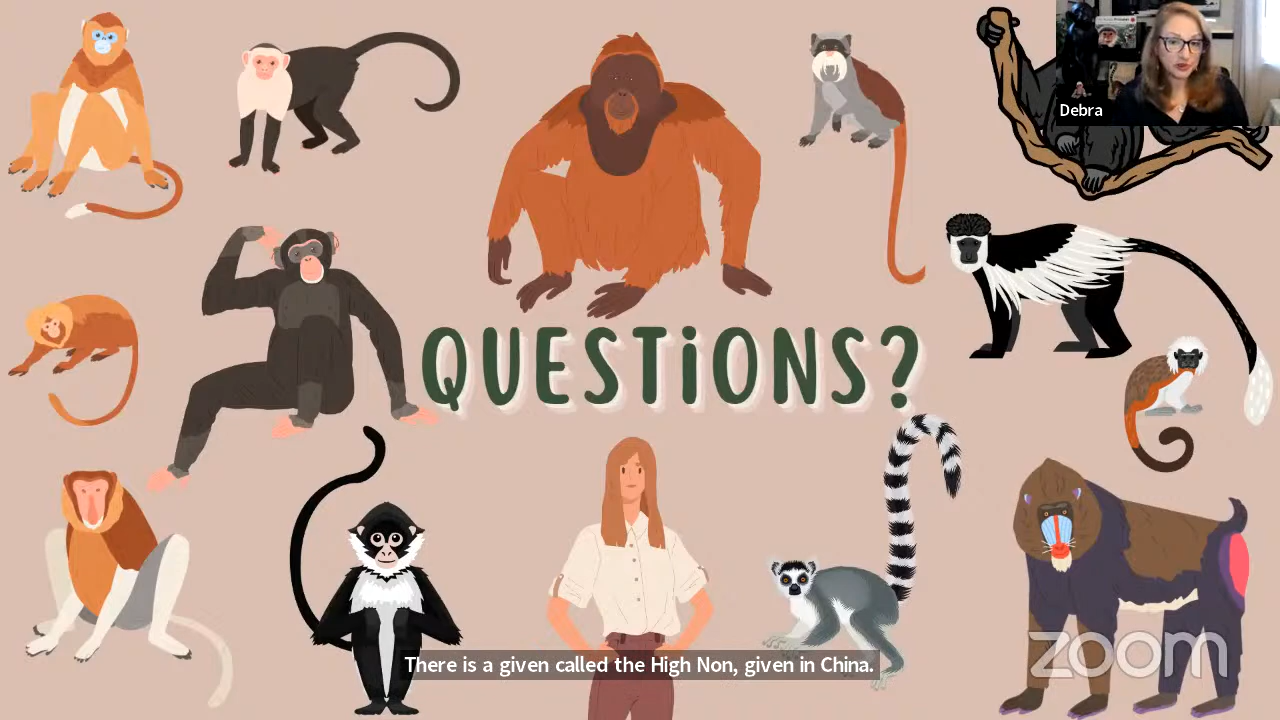 Debra
QUESTiONS?
There is a given called the High Non, given in China.
zoom